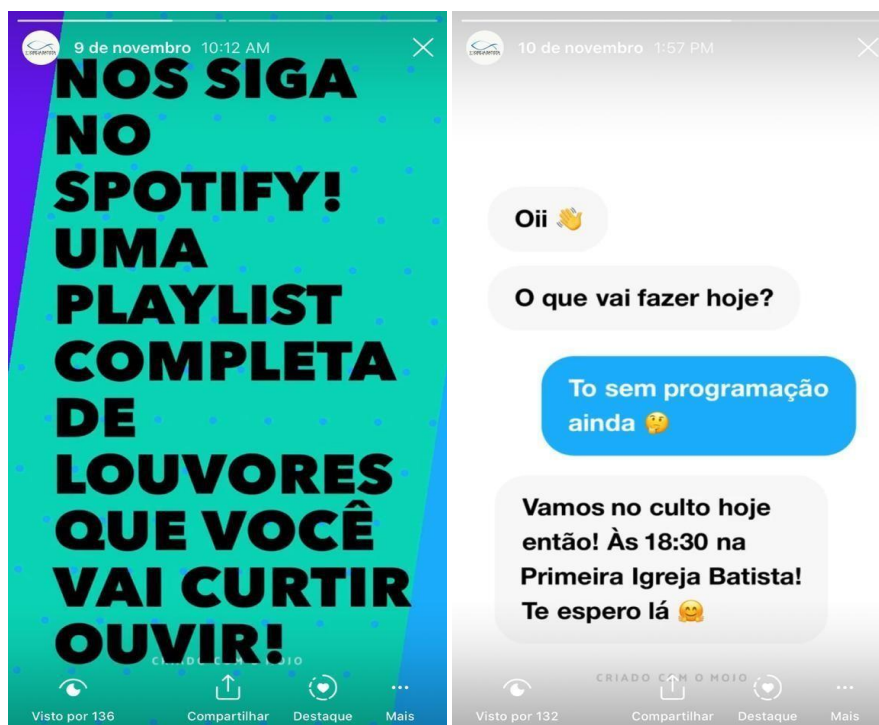 9 de novembro 10:12 AM
NOS SIGA
NO
SPOTIFY!
UMA
PLAYLIST
COMPLETA
DE
LOUVORES
QUE VOCÊ
VAI CURTIR
OUVIR!
CRIADO COM O MOJO
Visto por 136
Compartilhar
Destaque
Mais
10 de novembro 1:57 PM
Oii 👋
O que vai fazer hoje?
To sem programação
ainda 🤔
Vamos no culto hoje
então! Às 18:30 na
Primeira Igreja Batista!
Te espero lá 🤗
CRIADO COM O MOJO
Visto por 132
Compartilhar
Destaque
Mais